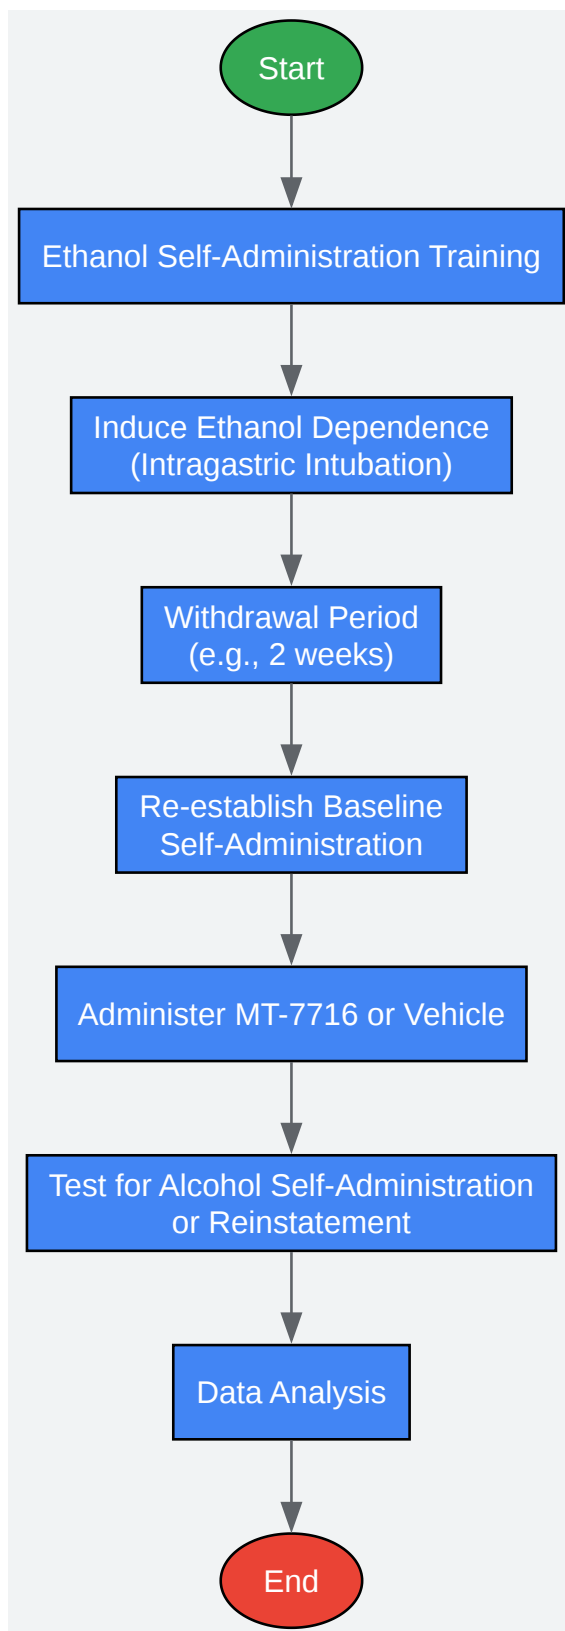 Start
Ethanol Self-Administration Training
Induce Ethanol Dependence
(Intragastric Intubation)
Withdrawal Period
(e.g., 2 weeks)
Re-establish Baseline
Self-Administration
Administer MT-7716 or Vehicle
Test for Alcohol Self-Administration
or Reinstatement
Data Analysis
End